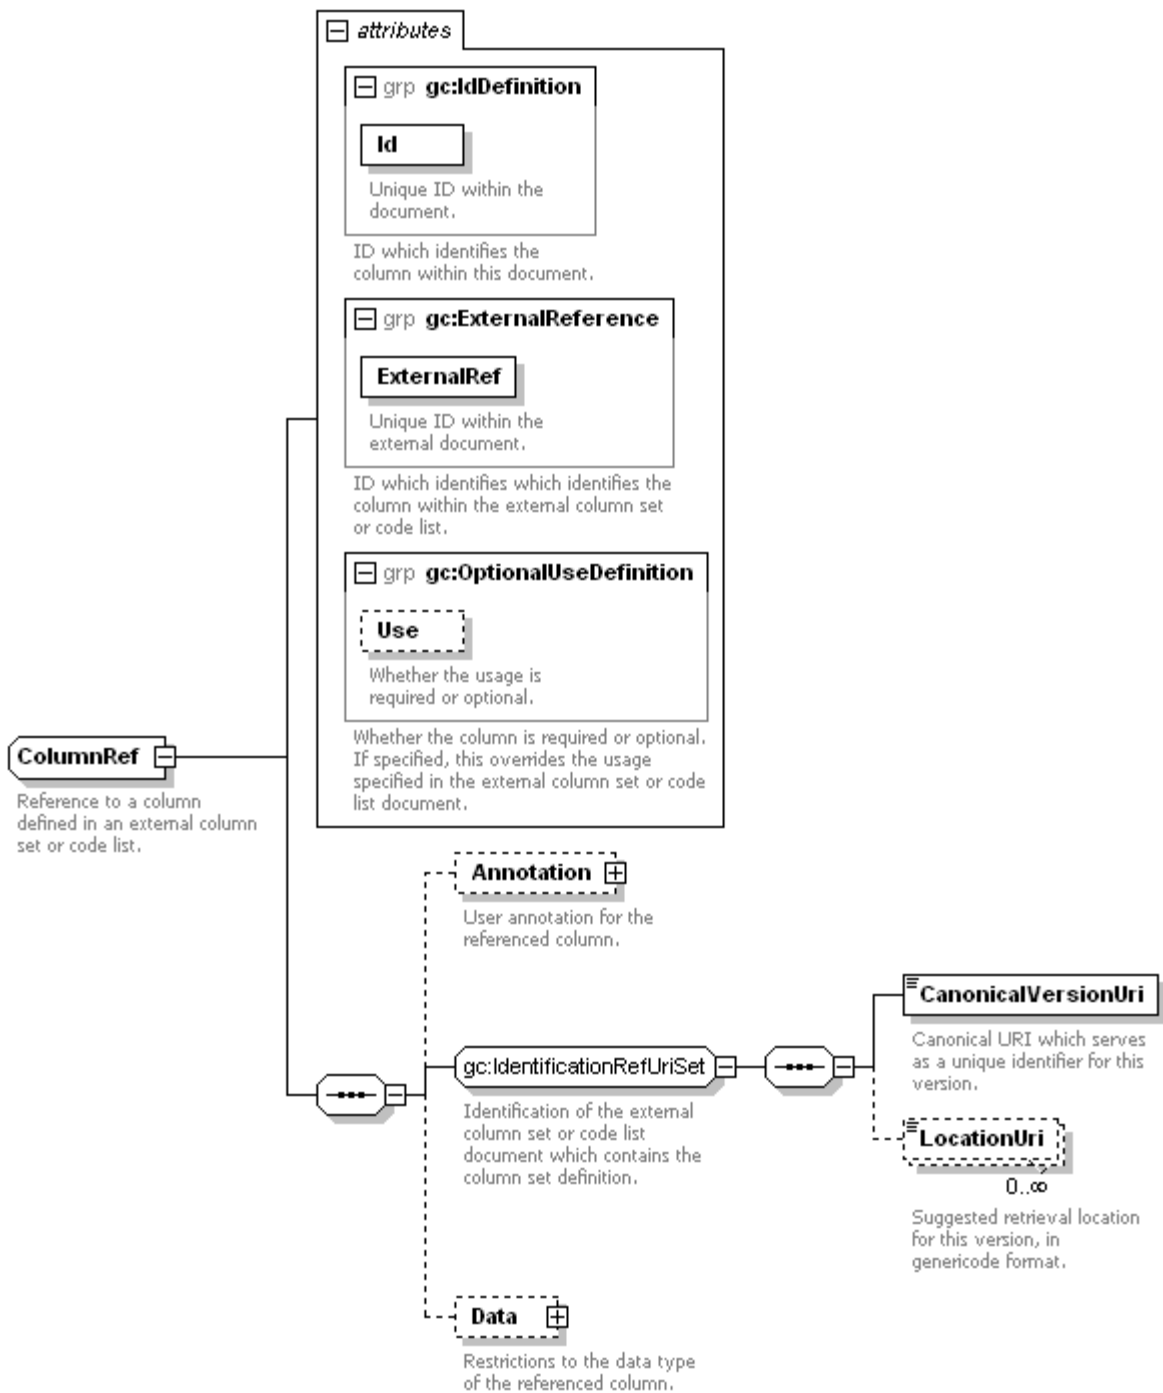 attributes
grp gc:IdDefinition
Id
Unique ID within the
document.
ID which identifies the
column within this document.
grp gc:ExternalReference
ExternalRef
Unique ID within the
external document.
ID which identifies which identifies the
column within the external column set
or code list.
grp gc:OptionalUseDefinition
Use
Whether the usage is
required or optional.
Whether the column is required or optional.
If specified, this overrides the usage
specified in the external column set or code
list document.
ColumnRef
Reference to a column
defined in an external column
set or code list.
Annotation
User annotation for the
referenced column.
gc:IdentificationRefUriSet
Identification of the external
column set or code list
document which contains the
column set definition.
CanonicalVersionUri
Canonical URI which serves
as a unique identifier for this
version.
LocationUri
0..∞
Suggested retrieval location
for this version, in
genericode format.
Data
Restrictions to the data type
of the referenced column.